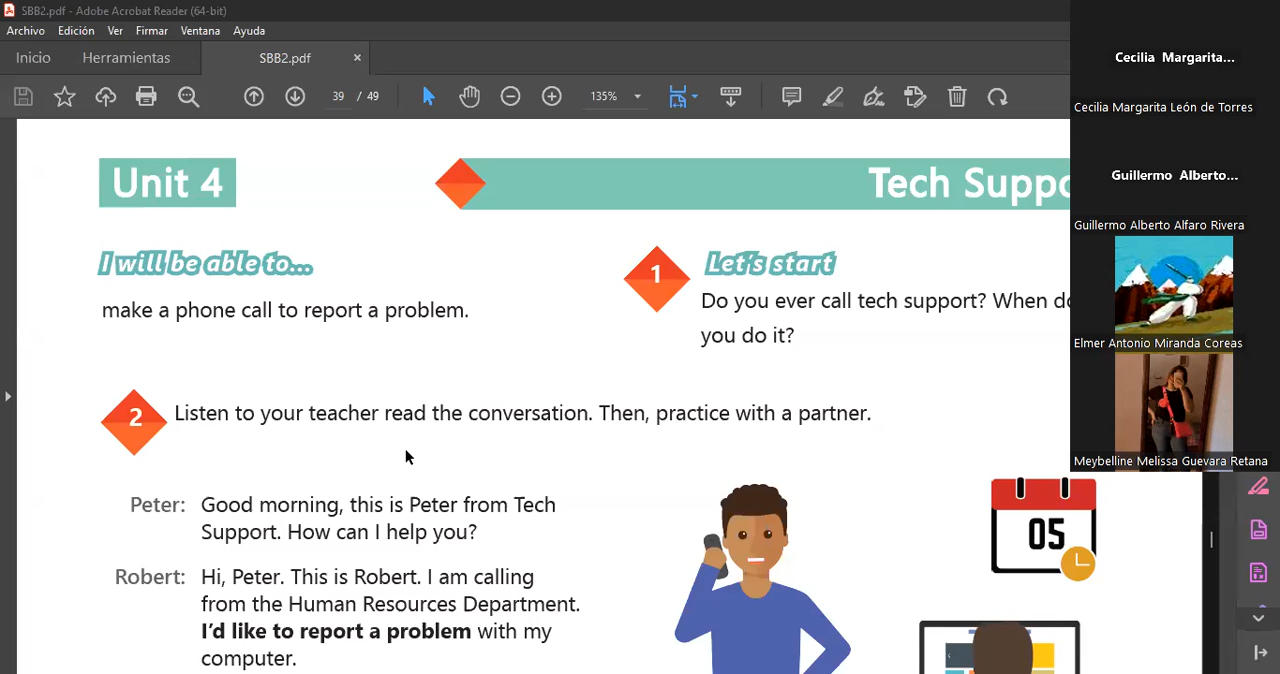 SBB2.pdf - Adobe Acrobat Reader (64-bit)
Archivo Edición Ver Firmar Ventana Ayuda
Inicio Herramientas SBB2.pdf ×
39 / 49 135%
Unit 4
Tech Suppo
I will be able to...
make a phone call to report a problem.
1 Let's start
Do you ever call tech support? When do
you do it?
2 Listen to your teacher read the conversation. Then, practice with a partner.
Peter: Good morning, this is Peter from Tech
Support. How can I help you?
Robert: Hi, Peter. This is Robert. I am calling
from the Human Resources Department.
I'd like to report a problem with my
computer.
05
Cecilia Margarita...
Cecilia Margarita León de Torres
Guillermo Alberto...
Guillermo Alberto Alfaro Rivera
Elmer Antonio Miranda Coreas
Meybelline Melissa Guevara Retana